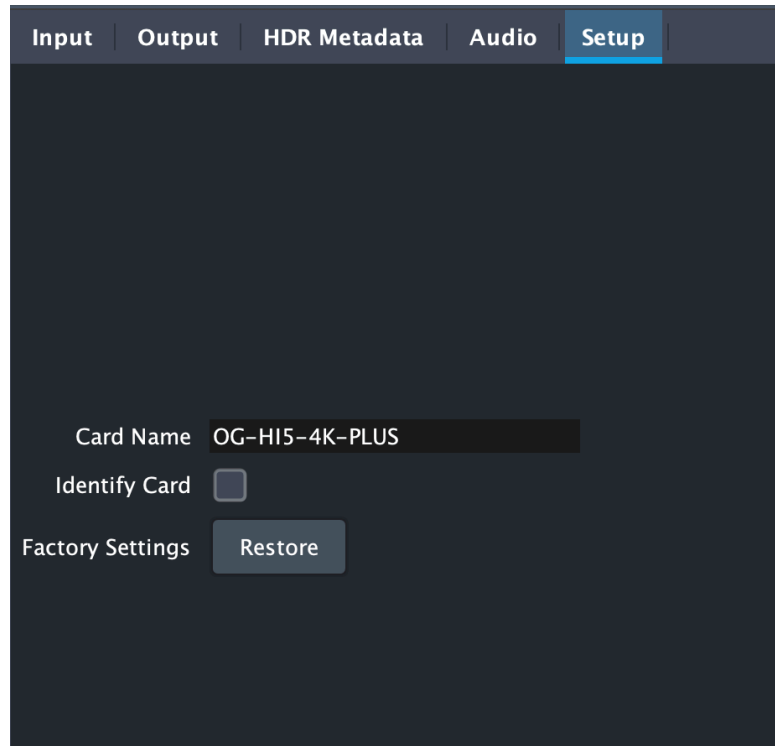 Input Output HDR Metadata Audio Setup
Card Name OG-HI5-4K-PLUS
Identify Card
Factory Settings Restore